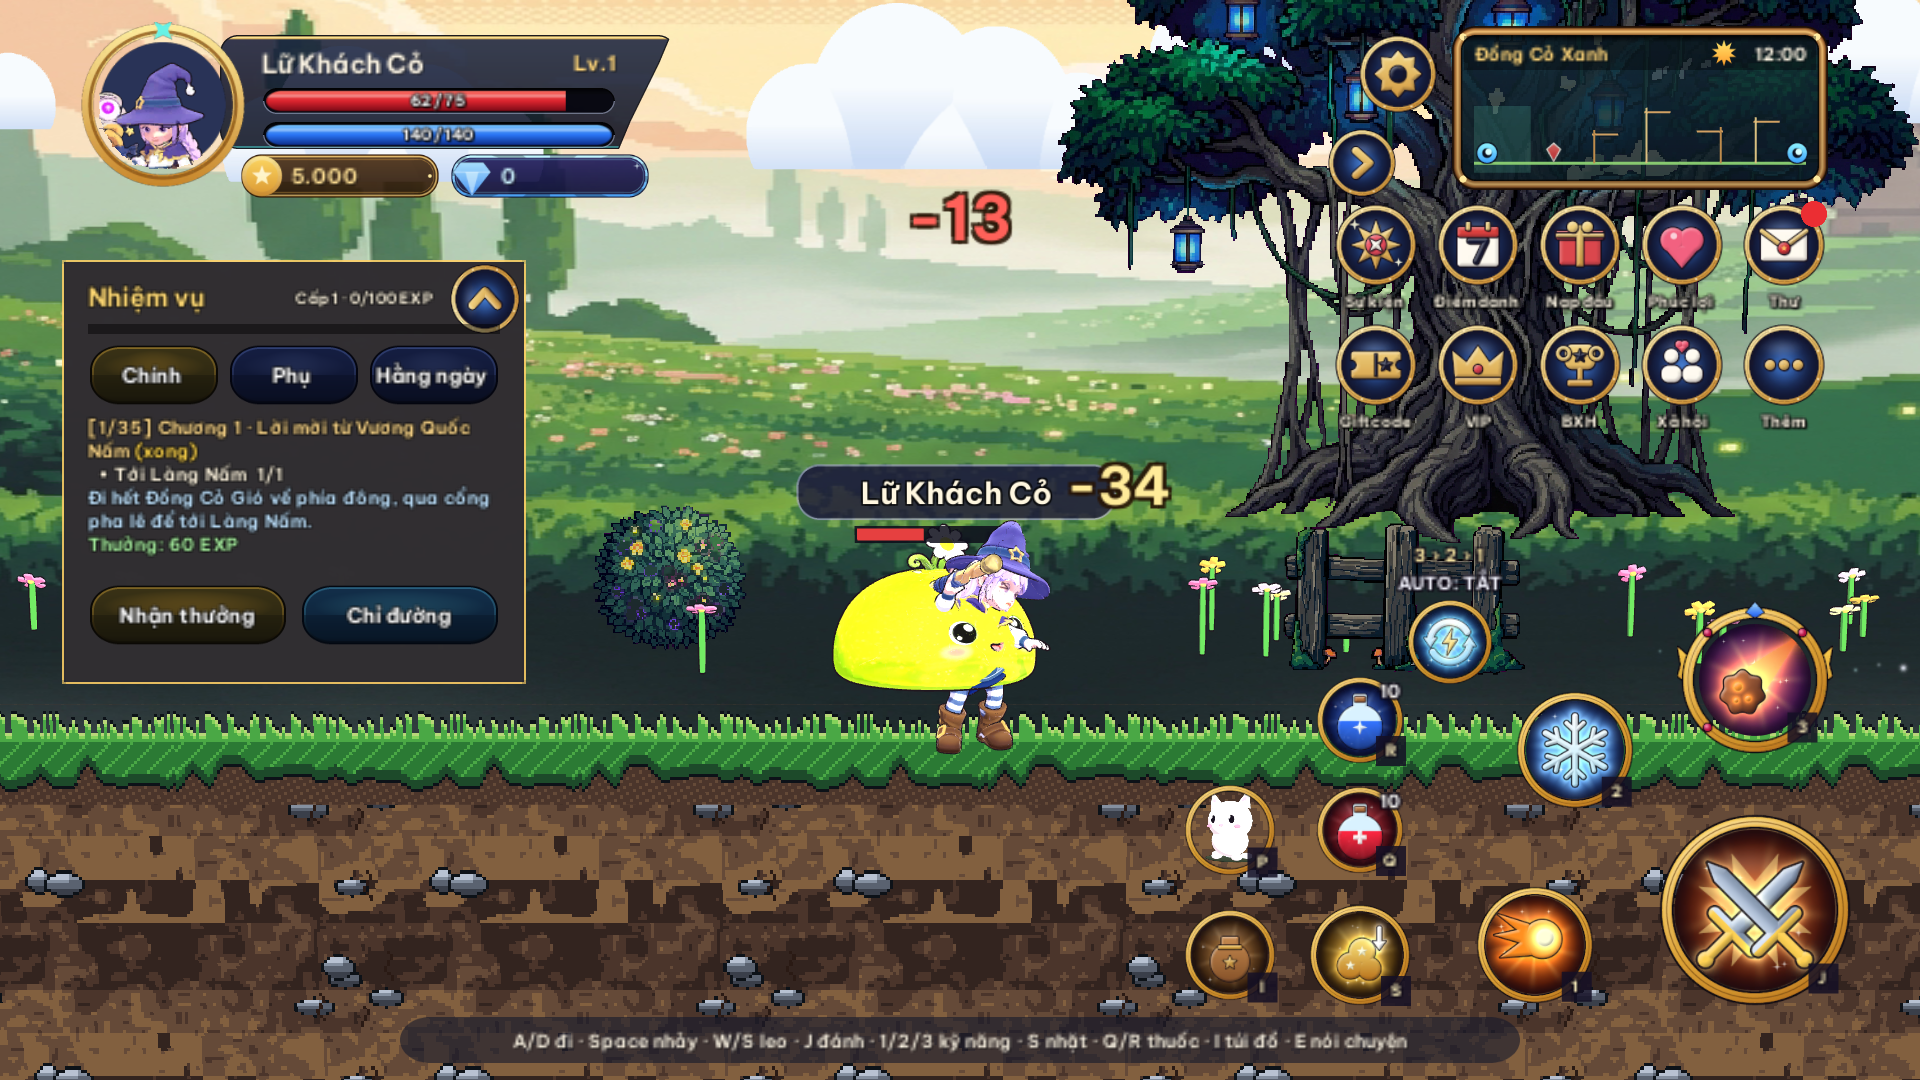 Lữ Khách Cỏ
Lv.1
62/75
140/140
5.000
0
Đồng Cỏ Xanh
12:00
-13
Nhiệm vụ
Cấp 1 · 0/100 EXP
Chính
Phụ
Hằng ngày
[1/35] Chương 1 - Lời mời từ Vương Quốc
Nấm (xong)
• Tới Làng Nấm 1/1
Đi hết Đồng Cỏ Gió về phía đông, qua cổng
pha lê để tới Làng Nấm.
Thưởng: 60 EXP
Nhận thưởng
Chỉ đường
7
Sự kiện
Điểm danh
Nạp đầu
Phúc lợi
Thư
Giftcode
VIP
BXH
Xã hội
Thêm
Lữ Khách Cỏ
-34
3 › 2 › 1
AUTO: TẮT
10
R
3
2
P
10
Q
I
S
1
J
A/D đi · Space nhảy · W/S leo · J đánh · 1/2/3 kỹ năng · S nhặt · Q/R thuốc · I túi đồ · E nói chuyện